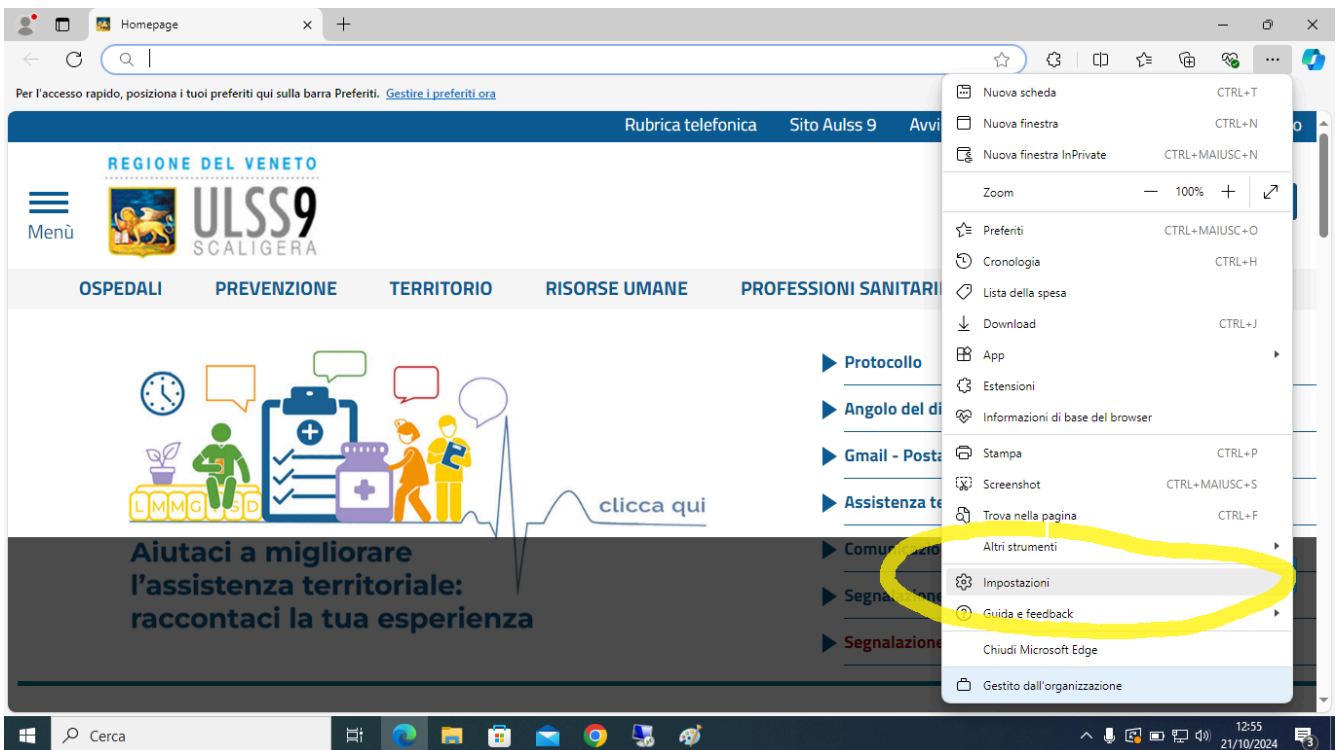 Homepage
Per l'accesso rapido, posiziona i tuoi preferiti qui sulla barra Preferiti. Gestire i preferiti ora
Rubrica telefonica Sito Aulss 9 Avvi
o
REGIONE DEL VENETO
ULSS9
SCALIGERA
Menù
OSPEDALI PREVENZIONE TERRITORIO RISORSE UMANE PROFESSIONI SANITARI
LMMG SD
clicca qui
Aiutaci a migliorare
l'assistenza territoriale:
raccontaci la tua esperienza
Protocollo
Angolo del di
Gmail - Posta
Assistenza te
Comunicazio
Segnalazione
Segnalazione
Nuova scheda CTRL+T
Nuova finestra CTRL+N
Nuova finestra InPrivate CTRL+MAIUSC+N
Zoom 100%
Preferiti CTRL+MAIUSC+O
Cronologia CTRL+H
Lista della spesa
Download CTRL+J
App
Estensioni
Informazioni di base del browser
Stampa CTRL+P
Screenshot CTRL+MAIUSC+S
Trova nella pagina CTRL+F
Altri strumenti
Impostazioni
Guida e feedback
Chiudi Microsoft Edge
Gestito dall'organizzazione
Cerca
12:55
21/10/2024
3